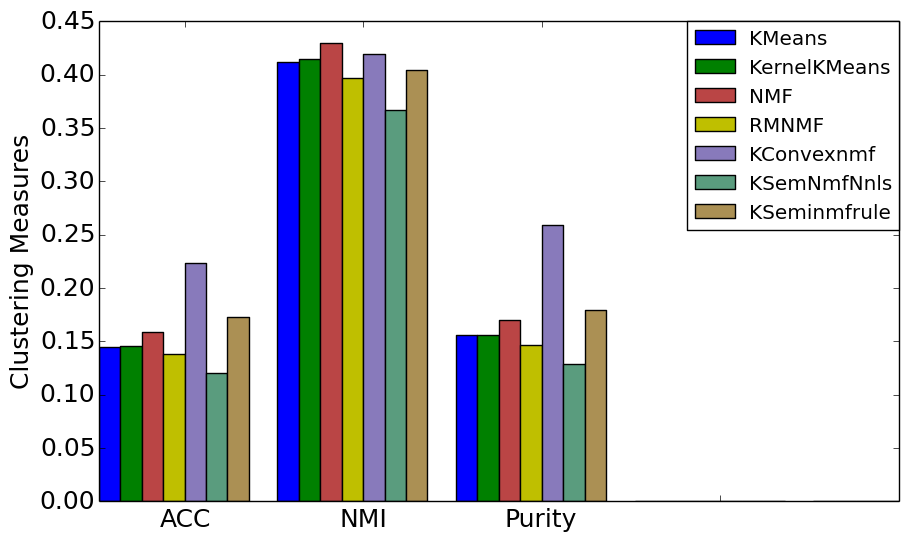 Clustering Measures
0.45
0.40
0.35
0.30
0.25
0.20
0.15
0.10
0.05
0.00
ACC NMI Purity
KMeans
KernelKMeans
NMF
RMNMF
KConvexnmf
KSemNmfNnls
KSeminmfrule